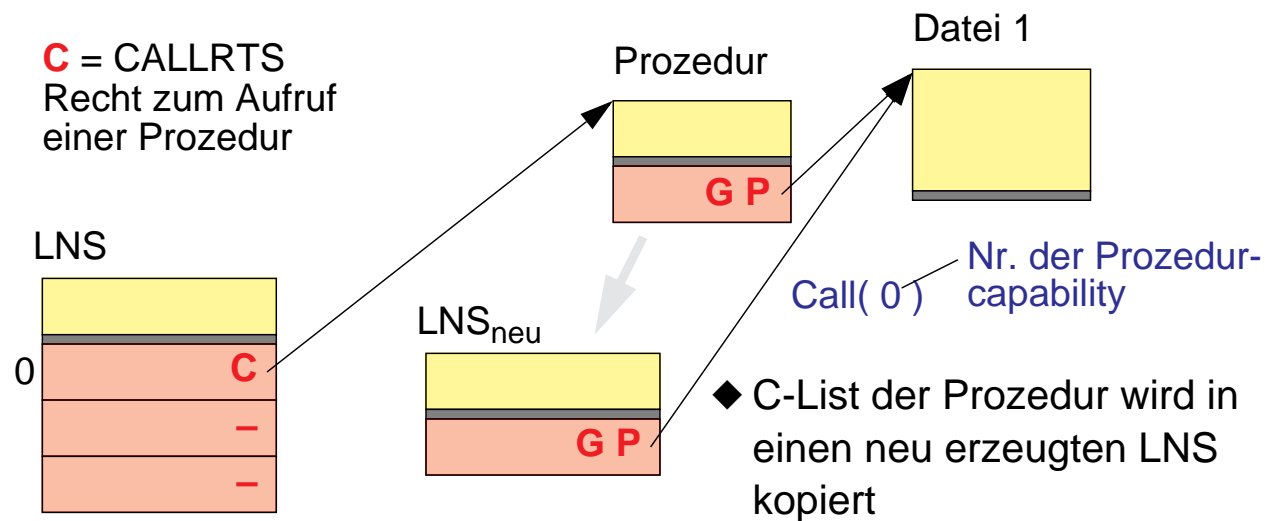 C = CALLRTS
Recht zum Aufruf
einer Prozedur
Prozedur
Datei 1
G P
LNS
Call( 0 )
Nr. der Prozedur-
capability
LNSneu
0
C
–
–
G P
◆ C-List der Prozedur wird in
einen neu erzeugten LNS
kopiert